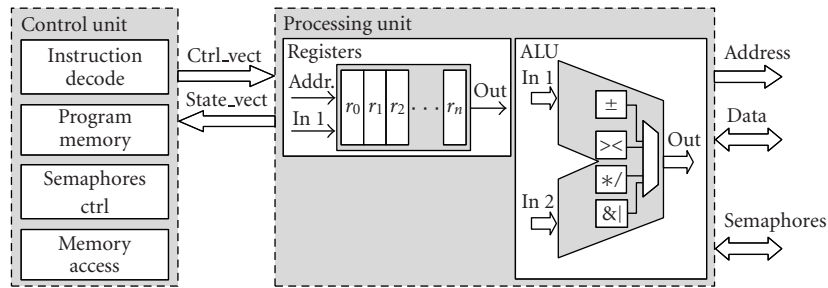 Control unit
Instruction
decode
Program
memory
Semaphores
ctrl
Memory
access
Ctrl_vect
State_vect
Processing unit
Registers
Addr.
In 1
r0 r1 r2 · · · rn
Out
ALU
In 1
In 2
±
><
*/
&|
Out
Address
Data
Semaphores